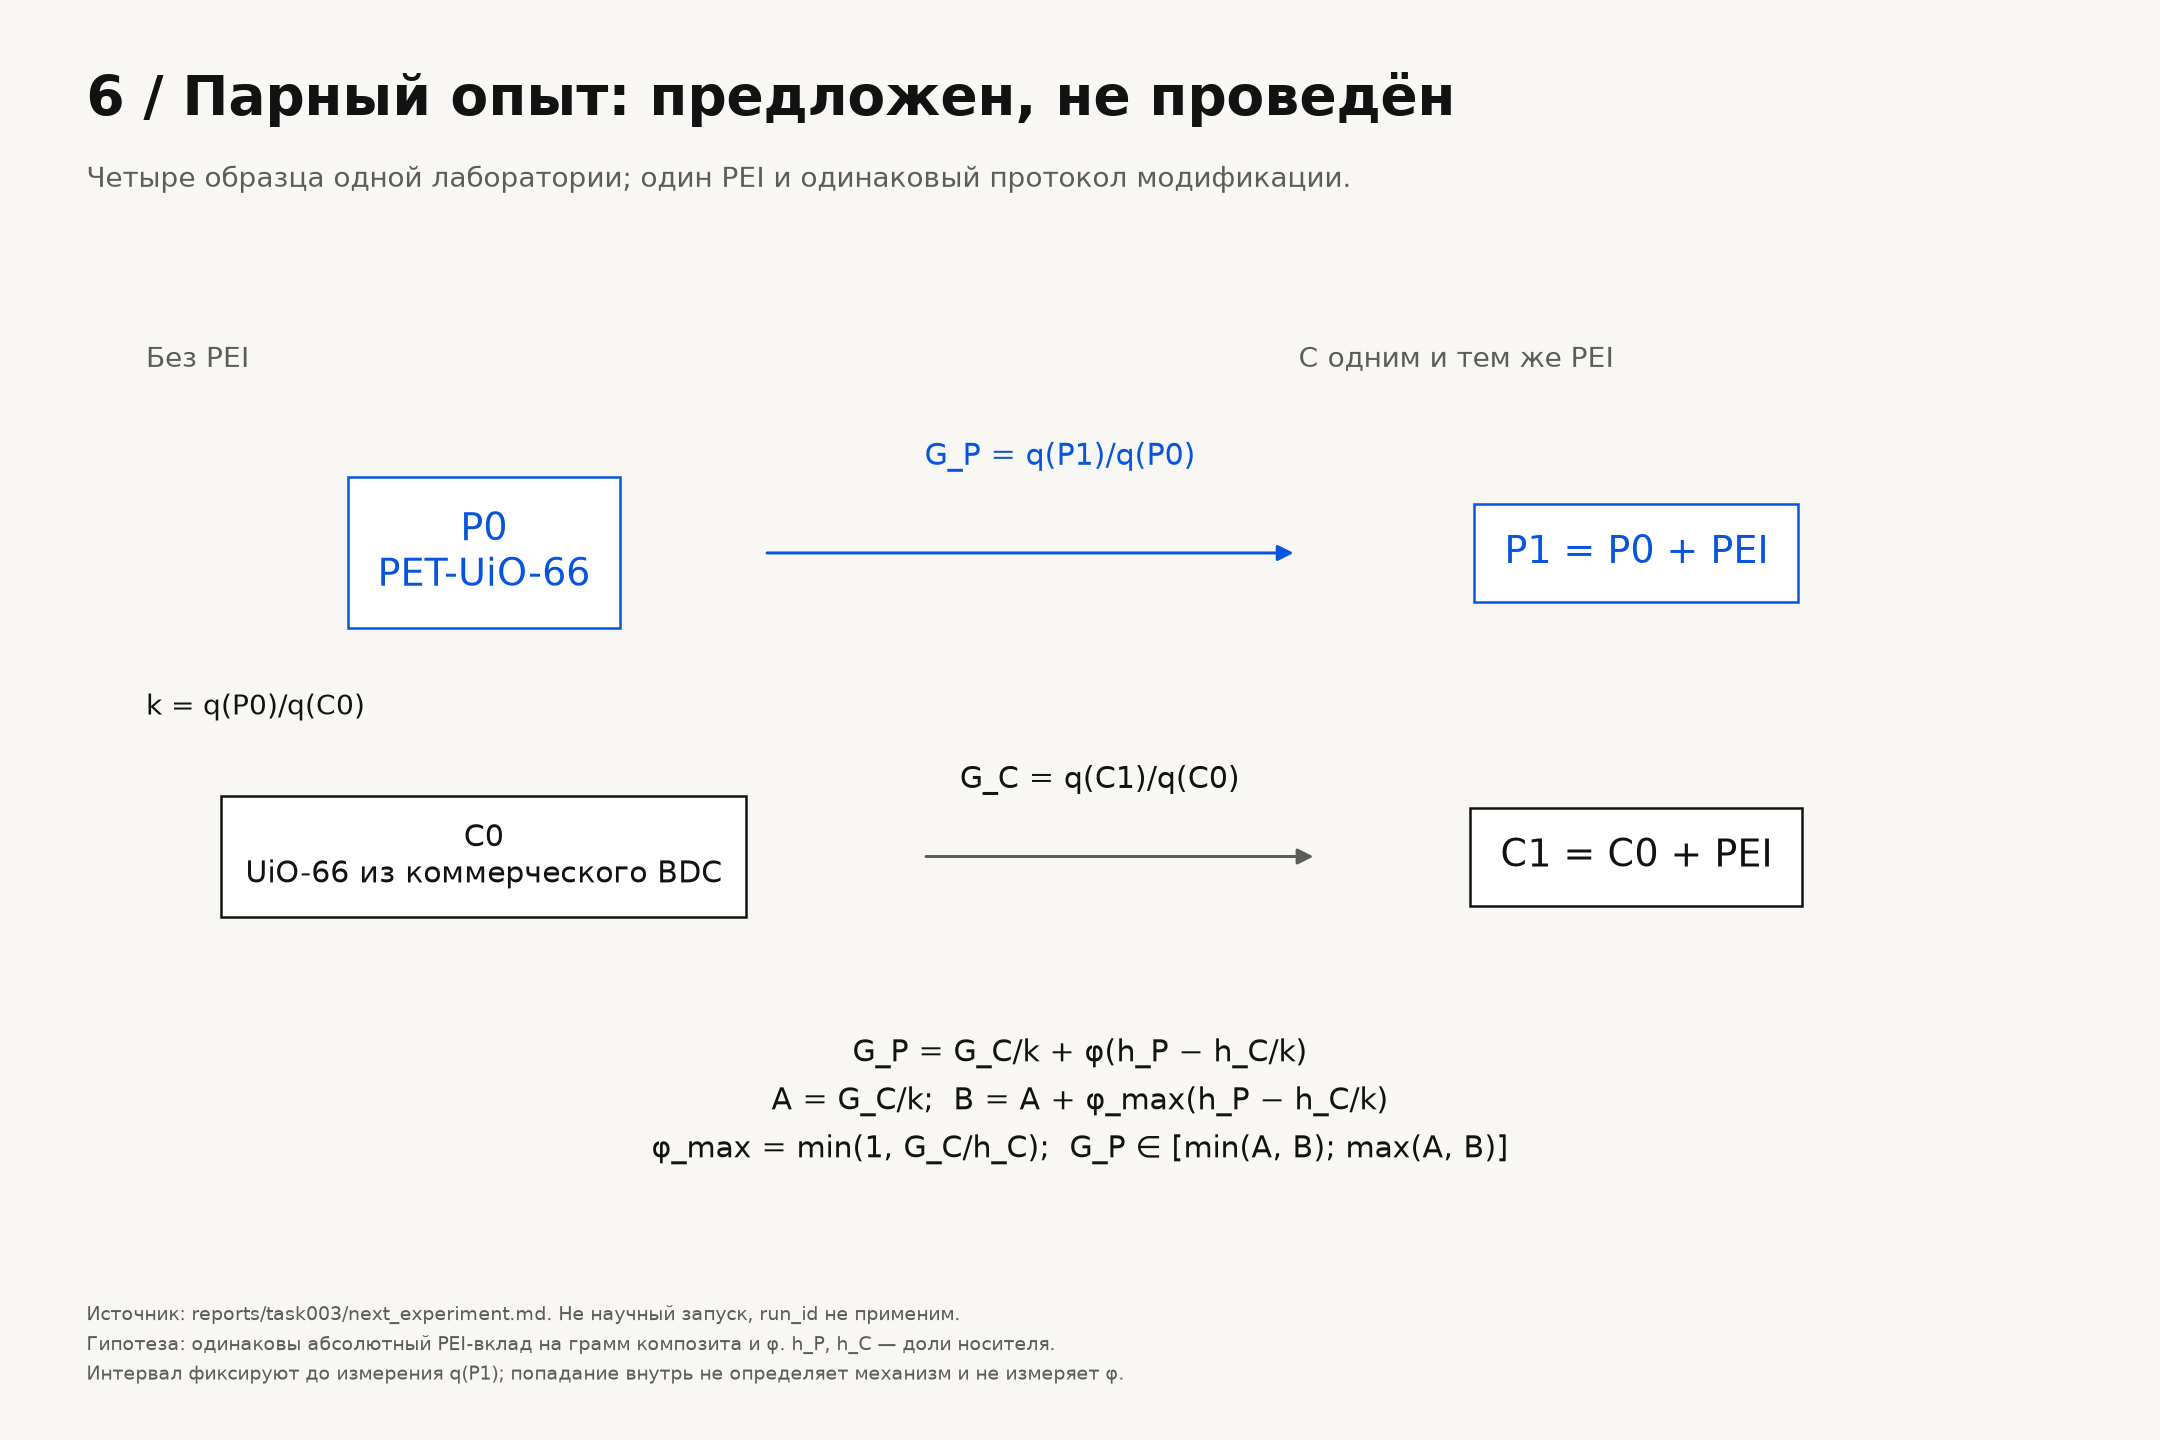 6 / Парный опыт: предложен, не проведён
Четыре образца одной лаборатории; один PEI и одинаковый протокол модификации.
Без PEI
С одним и тем же PEI
G_P = q(P1)/q(P0)
P0
PET-UiO-66
P1 = P0 + PEI
k = q(P0)/q(C0)
G_C = q(C1)/q(C0)
C0
UiO-66 из коммерческого BDC
C1 = C0 + PEI
G_P = G_C/k + φ(h_P − h_C/k)
A = G_C/k;  B = A + φ_max(h_P − h_C/k)
φ_max = min(1, G_C/h_C);  G_P ∈ [min(A, B); max(A, B)]
Источник: reports/task003/next_experiment.md. Не научный запуск, run_id не применим.
Гипотеза: одинаковы абсолютный PEI-вклад на грамм композита и φ. h_P, h_C — доли носителя.
Интервал фиксируют до измерения q(P1); попадание внутрь не определяет механизм и не измеряет φ.